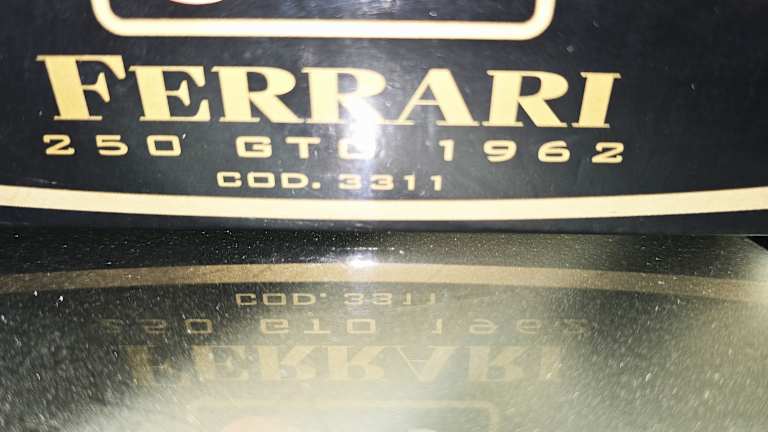 FERRARI
250 GTO 1962
COD. 3311